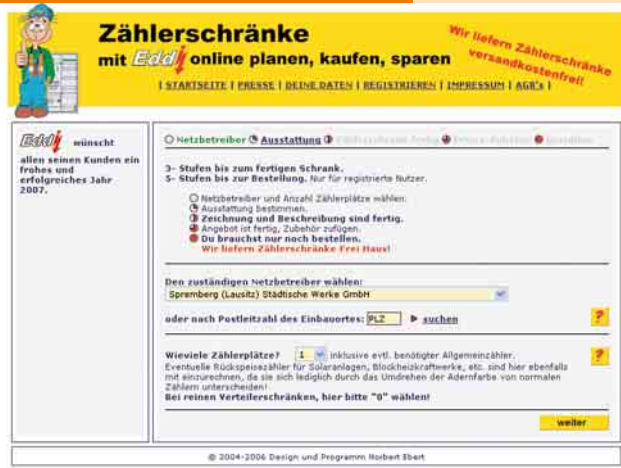 Zählerschränke
mit Eddy online planen, kaufen, sparen
Wir liefern Zählerschränke
versandkostenfrei!
| STARTSEITE | PRESSE | DEINE DATEN | REGISTRIEREN | IMPRESSUM | AGB's |
Eddy wünscht
allen seinen Kunden ein
frohes und
erfolgreiches Jahr
2007.
Netzbetreiber Ausstattung
3- Stufen bis zum fertigen Schrank.
5- Stufen bis zur Bestellung. Nur für registrierte Nutzer.
Netzbetreiber und Anzahl Zählerplätze wählen.
Ausstattung bestimmen.
Zeichnung und Beschreibung sind fertig.
Angebot ist fertig, Zubehör zufügen.
Du brauchst nur noch bestellen.
Wir liefern Zählerschränke Frei Haus!
Den zuständigen Netzbetreiber wählen:
Spremberg (Lausitz) Städtische Werke GmbH
oder nach Postleitzahl des Einbauortes: PLZ suchen ?
Wieviele Zählerplätze? 1 inklusive evtl. benötigter Allgemeinzähler. ?
Eventuelle Rückspeisezähler für Solaranlagen, Blockheizkraftwerke, etc. sind hier ebenfalls
mit einzurechnen, da sie sich lediglich durch das Umdrehen der Adernfarbe von normalen
Zählern unterscheiden!
Bei reinen Verteilerschränken, hier bitte "0" wählen!
weiter
© 2004-2006 Design und Programm Norbert Ebert